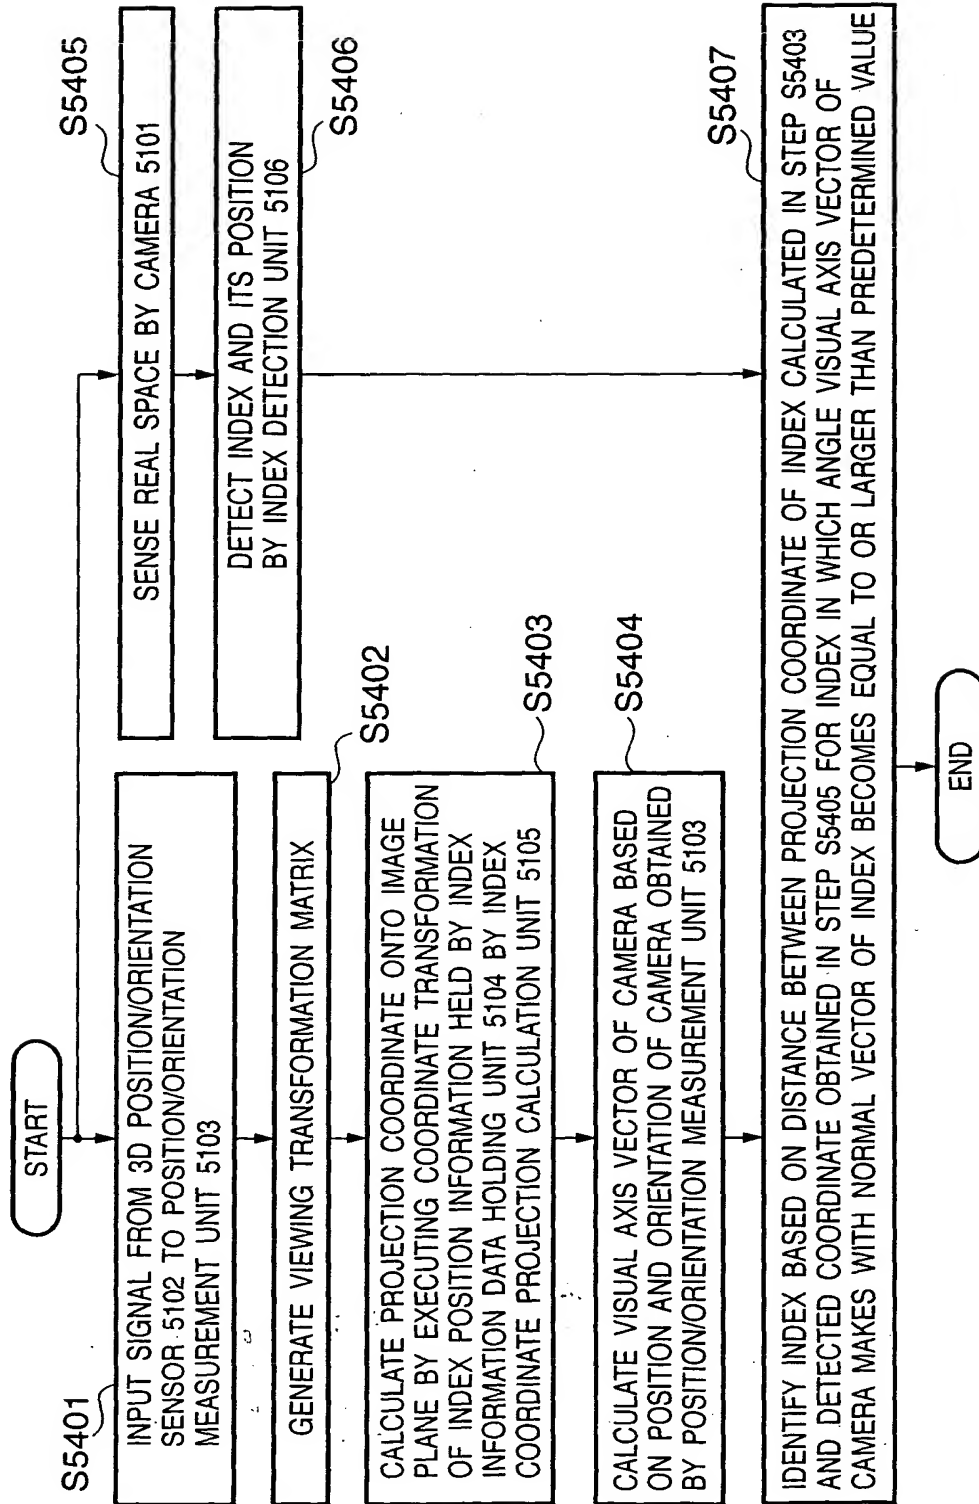 START
S5401
INPUT SIGNAL FROM 3D POSITION/ORIENTATION
SENSOR 5102 TO POSITION/ORIENTATION
MEASUREMENT UNIT 5103
S5402
GENERATE VIEWING TRANSFORMATION MATRIX
S5403
CALCULATE PROJECTION COORDINATE ONTO IMAGE
PLANE BY EXECUTING COORDINATE TRANSFORMATION
OF INDEX POSITION INFORMATION HELD BY INDEX
INFORMATION DATA HOLDING UNIT 5104 BY INDEX
COORDINATE PROJECTION CALCULATION UNIT 5105
S5404
CALCULATE VISUAL AXIS VECTOR OF CAMERA BASED
ON POSITION AND ORIENTATION OF CAMERA OBTAINED
BY POSITION/ORIENTATION MEASUREMENT UNIT 5103
S5405
SENSE REAL SPACE BY CAMERA 5101
S5406
DETECT INDEX AND ITS POSITION
BY INDEX DETECTION UNIT 5106
S5407
IDENTIFY INDEX BASED ON DISTANCE BETWEEN PROJECTION COORDINATE OF INDEX CALCULATED IN STEP S5403
AND DETECTED COORDINATE OBTAINED IN STEP S5405 FOR INDEX IN WHICH ANGLE VISUAL AXIS VECTOR OF
CAMERA MAKES WITH NORMAL VECTOR OF INDEX BECOMES EQUAL TO OR LARGER THAN PREDETERMINED VALUE
END